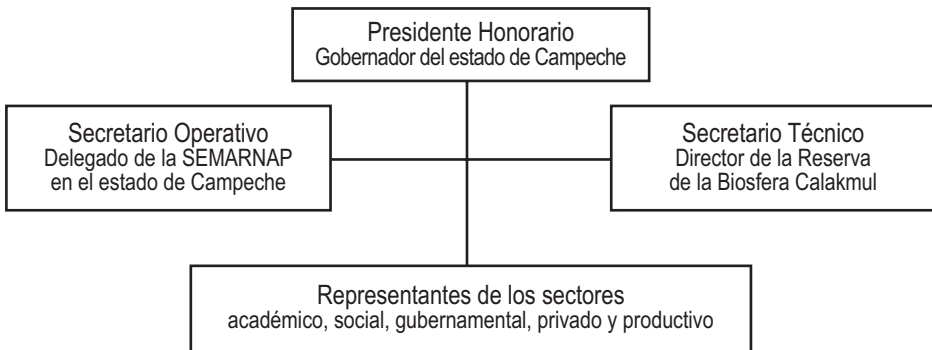 Presidente Honorario
Gobernador del estado de Campeche
Secretario Operativo
Delegado de la SEMARNAP
en el estado de Campeche
Secretario Técnico
Director de la Reserva
de la Biosfera Calakmul
Representantes de los sectores
académico, social, gubernamental, privado y productivo